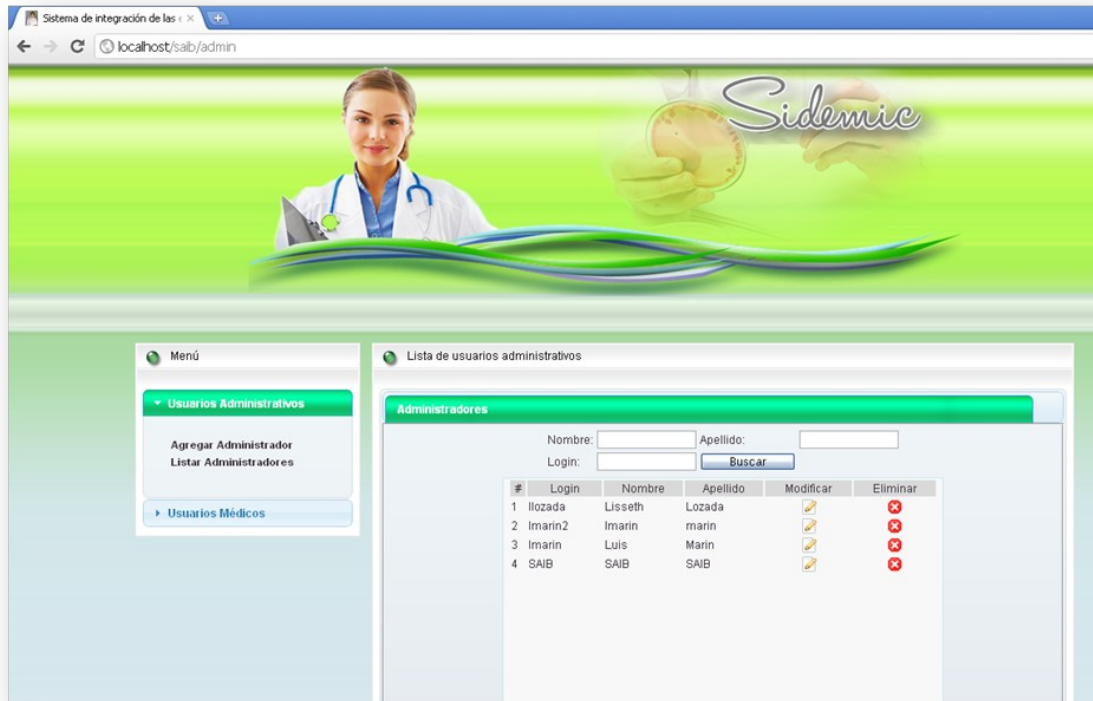 Sistema de integración de las
localhost/saib/admin
Sidemic
Menú
Usuarios Administrativos
Agregar Administrador
Listar Administradores
Usuarios Médicos
Lista de usuarios administrativos
Administradores
Nombre: Apellido:
Login: Buscar
# Login Nombre Apellido Modificar Eliminar
1 llozada Lisseth Lozada
2 lmarin2 lmarin marin
3 lmarin Luis Marin
4 SAIB SAIB SAIB